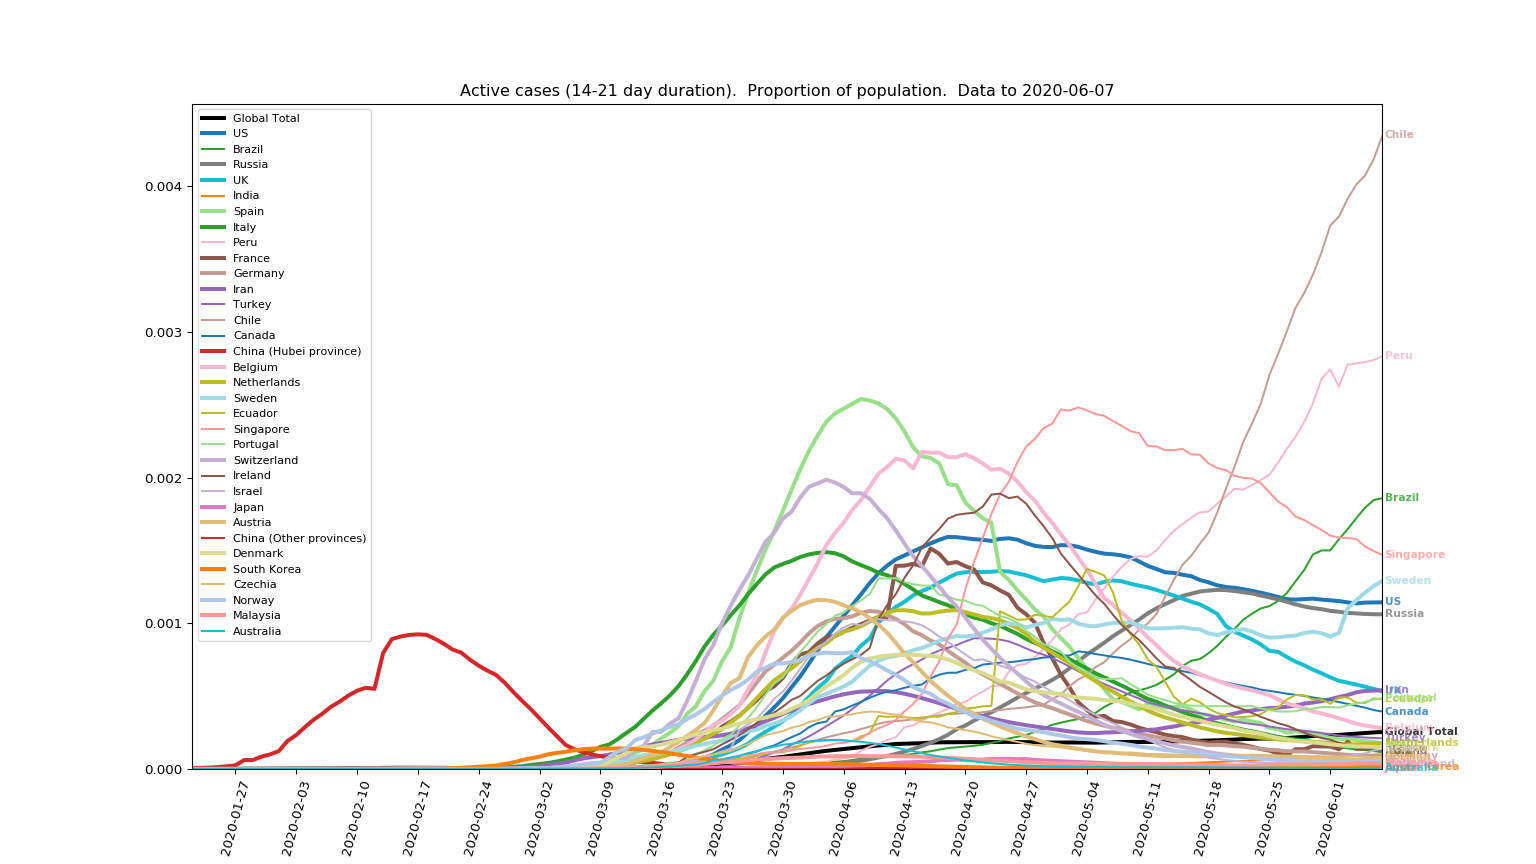 Active cases (14-21 day duration).  Proportion of population.  Data to 2020-06-07
Global Total
US
Brazil
Russia
UK
India
Spain
Italy
Peru
France
Germany
Iran
Turkey
Chile
Canada
China (Hubei province)
Belgium
Netherlands
Sweden
Ecuador
Singapore
Portugal
Switzerland
Ireland
Israel
Japan
Austria
China (Other provinces)
Denmark
South Korea
Czechia
Norway
Malaysia
Australia
0.004
0.003
0.002
0.001
0.000
Chile
Peru
Brazil
Singapore
Sweden
US
Russia
Iran
Canada
Global Total
Australia
2020-01-27
2020-02-03
2020-02-10
2020-02-17
2020-02-24
2020-03-02
2020-03-09
2020-03-16
2020-03-23
2020-03-30
2020-04-06
2020-04-13
2020-04-20
2020-04-27
2020-05-04
2020-05-11
2020-05-18
2020-05-25
2020-06-01